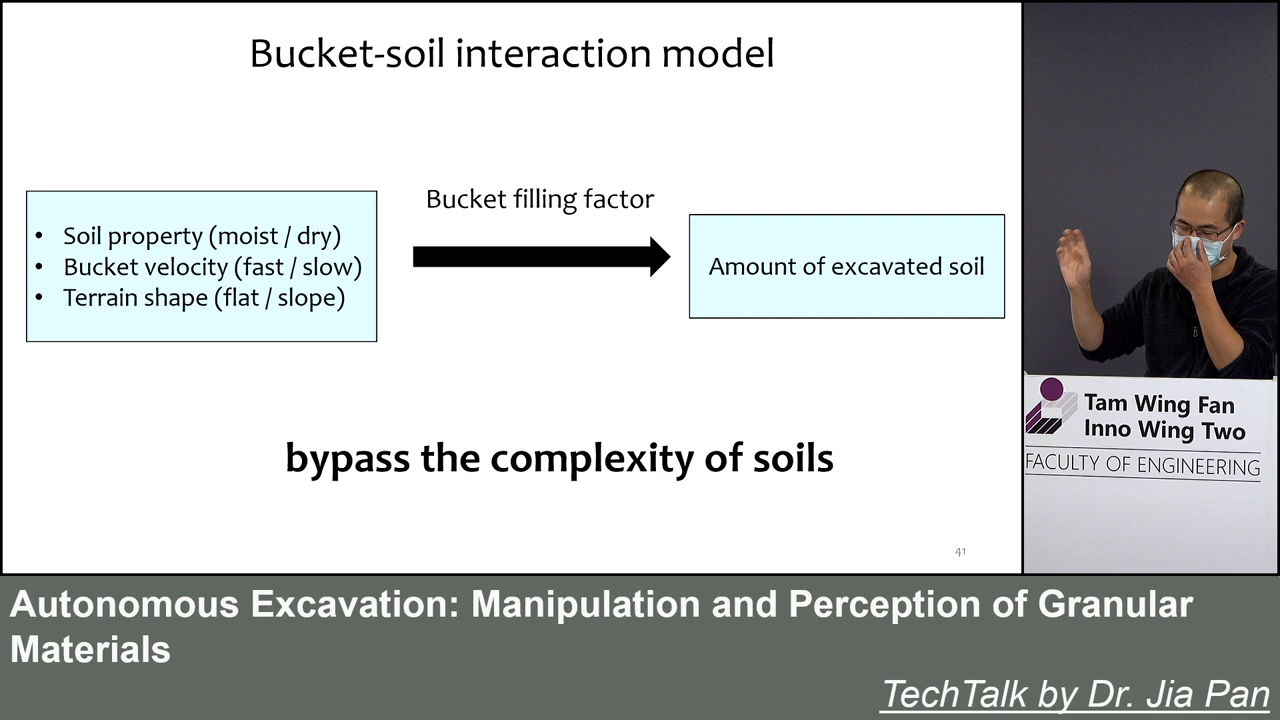 Bucket-soil interaction model
• Soil property (moist / dry)
• Bucket velocity (fast / slow)
• Terrain shape (flat / slope)
Bucket filling factor
Amount of excavated soil
bypass the complexity of soils
41
Tam Wing Fan
Inno Wing Two
FACULTY OF ENGINEERING
Autonomous Excavation: Manipulation and Perception of Granular
Materials
TechTalk by Dr. Jia Pan